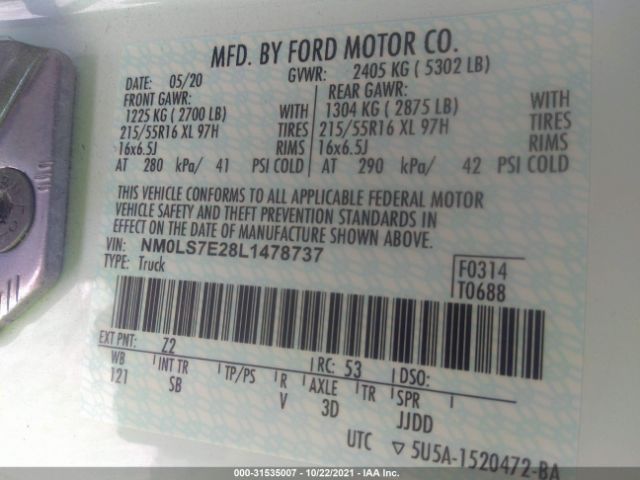 MFD. BY FORD MOTOR CO.
DATE: 05/20 GVWR: 2405 KG ( 5302 LB)
FRONT GAWR: REAR GAWR:
1225 KG ( 2700 LB) WITH 1304 KG ( 2875 LB) WITH
215/55R16 XL 97H TIRES 215/55R16 XL 97H TIRES
16x6.5J RIMS 16x6.5J RIMS
AT 280 kPa/ 41 PSI COLD AT 290 kPa/ 42 PSI COLD
THIS VEHICLE CONFORMS TO ALL APPLICABLE FEDERAL MOTOR
VEHICLE SAFETY AND THEFT PREVENTION STANDARDS IN
EFFECT ON THE DATE OF MANUFACTURE SHOWN ABOVE.
VIN: NM0LS7E28L1478737
TYPE: Truck
F0314
T0688
EXT PNT: Z2 RC: 53 DSO:
WB INT TR TP/PS R AXLE TR SPR
121 SB V 3D JJDD
UTC ▽ 5U5A-1520472-BA
000-31535007 - 10/22/2021 - IAA Inc.